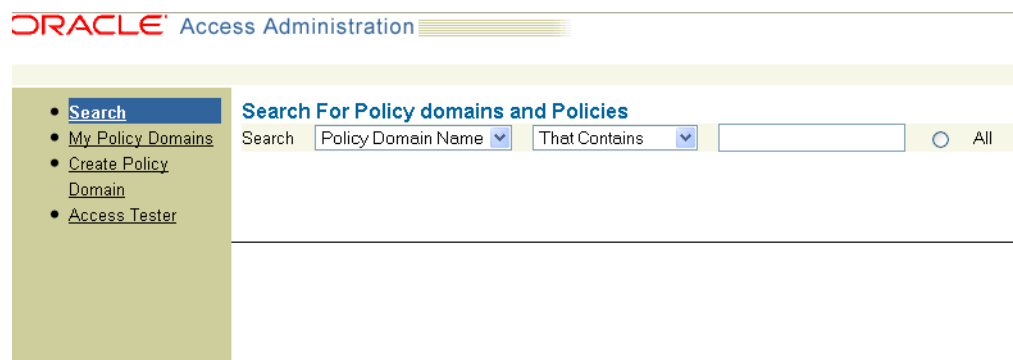 ORACLE Access Administration
Search
My Policy Domains
Create Policy
Domain
Access Tester
Search For Policy domains and Policies
Search Policy Domain Name That Contains All